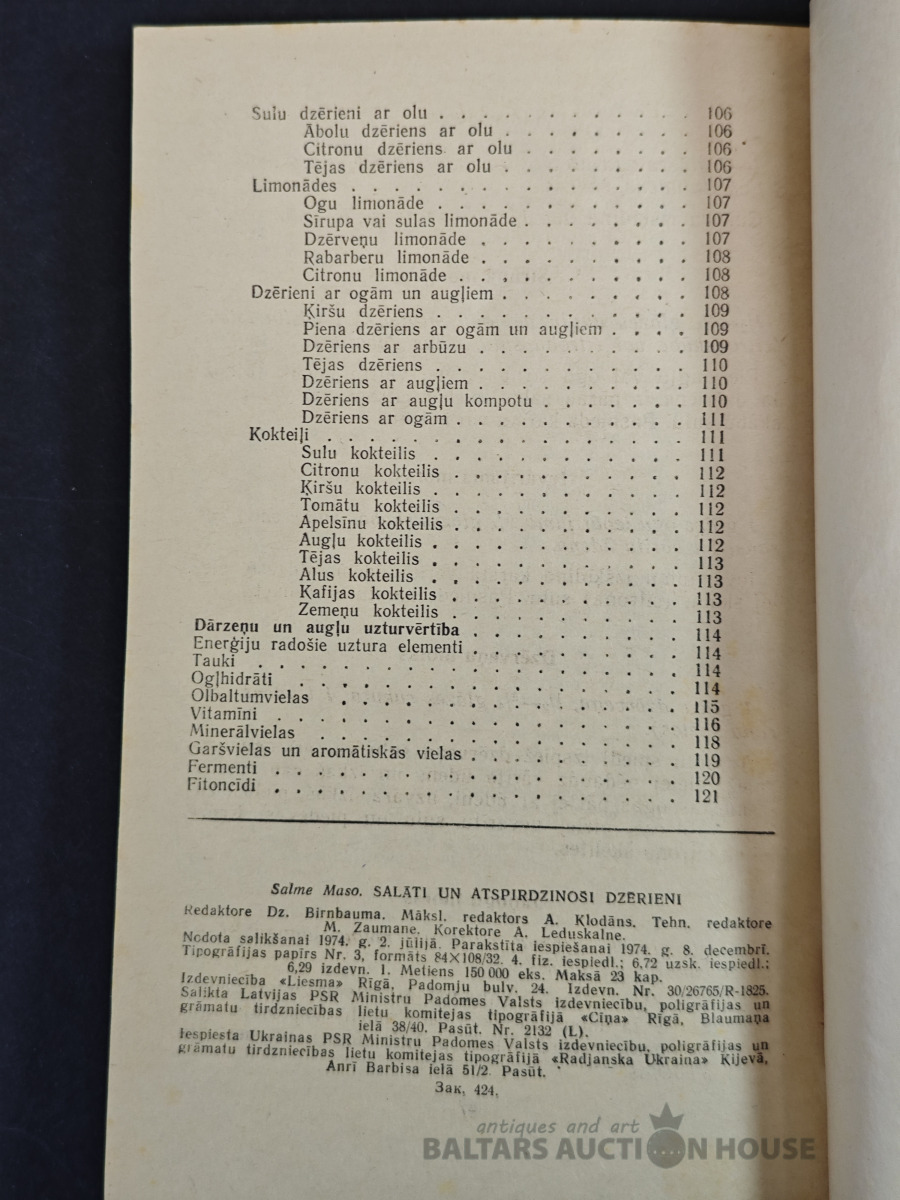 Sulu dzērieni ar olu . . . . . . . . . . . 106
Ābolu dzēriens ar olu . . . . . . . . . 106
Citronu dzēriens ar olu . . . . . . . . 106
Tējas dzēriens ar olu . . . . . . . . . 106
Limonādes . . . . . . . . . . . . . . . 107
Ogu limonāde . . . . . . . . . . . . 107
Sīrupa vai sulas limonāde . . . . . . . . 107
Dzērveņu limonāde . . . . . . . . . . 107
Rabarberu limonāde . . . . . . . . . . 108
Citronu limonāde . . . . . . . . . . . 108
Dzērieni ar ogām un augļiem . . . . . . . . . 108
Ķiršu dzēriens . . . . . . . . . . . . 109
Piena dzēriens ar ogām un augļiem . . . . 109
Dzēriens ar arbūzu . . . . . . . . . . 109
Tējas dzēriens . . . . . . . . . . . . 110
Dzēriens ar augļiem . . . . . . . . . . 110
Dzēriens ar augļu kompotu . . . . . . . 110
Dzēriens ar ogām . . . . . . . . . . . 111
Kokteiļi . . . . . . . . . . . . . . . . 111
Sulu kokteilis . . . . . . . . . . . . 111
Citronu kokteilis . . . . . . . . . . . 112
Ķiršu kokteilis . . . . . . . . . . . . 112
Tomātu kokteilis . . . . . . . . . . . 112
Apelsīnu kokteilis . . . . . . . . . . . 112
Augļu kokteilis . . . . . . . . . . . . 112
Tējas kokteilis . . . . . . . . . . . . 113
Alus kokteilis . . . . . . . . . . . . 113
Kafijas kokteilis . . . . . . . . . . . 113
Zemeņu kokteilis . . . . . . . . . . . 113
Dārzeņu un augļu uzturvērtība . . . . . . . . . 114
Enerģiju radošie uztura elementi . . . . . . . . . 114
Tauki . . . . . . . . . . . . . . . . . . 114
Ogļhidrāti . . . . . . . . . . . . . . . . 114
Olbaltumvielas . . . . . . . . . . . . . . 115
Vitamīni . . . . . . . . . . . . . . . . . 116
Minerālvielas . . . . . . . . . . . . . . . 118
Garšvielas un aromātiskās vielas . . . . . . . . . 119
Fermenti . . . . . . . . . . . . . . . . . 120
Fitoncīdi . . . . . . . . . . . . . . . . . 121
Salme Maso. SALĀTI UN ATSPIRDZINOŠI DZĒRIENI
Redaktore Dz. Birnbauma. Māksl. redaktors A. Klodāns. Tehn. redaktore
M. Zaumane. Korektore A. Leduskalne.
Nodota salikšanai 1974. g. 2. jūlijā. Parakstīta iespiešanai 1974. g. 8. decembrī.
Tipogrāfijas papīrs Nr. 3, formāts 84×108/32. 4. fiz. iespiedl.; 6,72 uzsk. iespiedl.;
6,29 izdevn. l. Metiens 150 000 eks. Maksā 23 kap.
Izdevniecība «Liesma» Rīgā, Padomju bulv. 24. Izdevn. Nr. 30/26765/R-1825.
Salikta Latvijas PSR Ministru Padomes Valsts izdevniecību, poligrāfijas un
grāmatu tirdzniecības lietu komitejas tipogrāfijā «Cīņa» Rīgā, Blaumaņa
ielā 38/40. Pasūt. Nr. 2132 (L).
Iespiesta Ukrainas PSR Ministru Padomes Valsts izdevniecību, poligrāfijas un
grāmatu tirdzniecības lietu komitejas tipogrāfijā «Radjanska Ukraina» Kijevā,
Anrī Barbisa ielā 51/2. Pasūt.
Зак. 424.
antiques and art
BALTARS AUCTION HOUSE